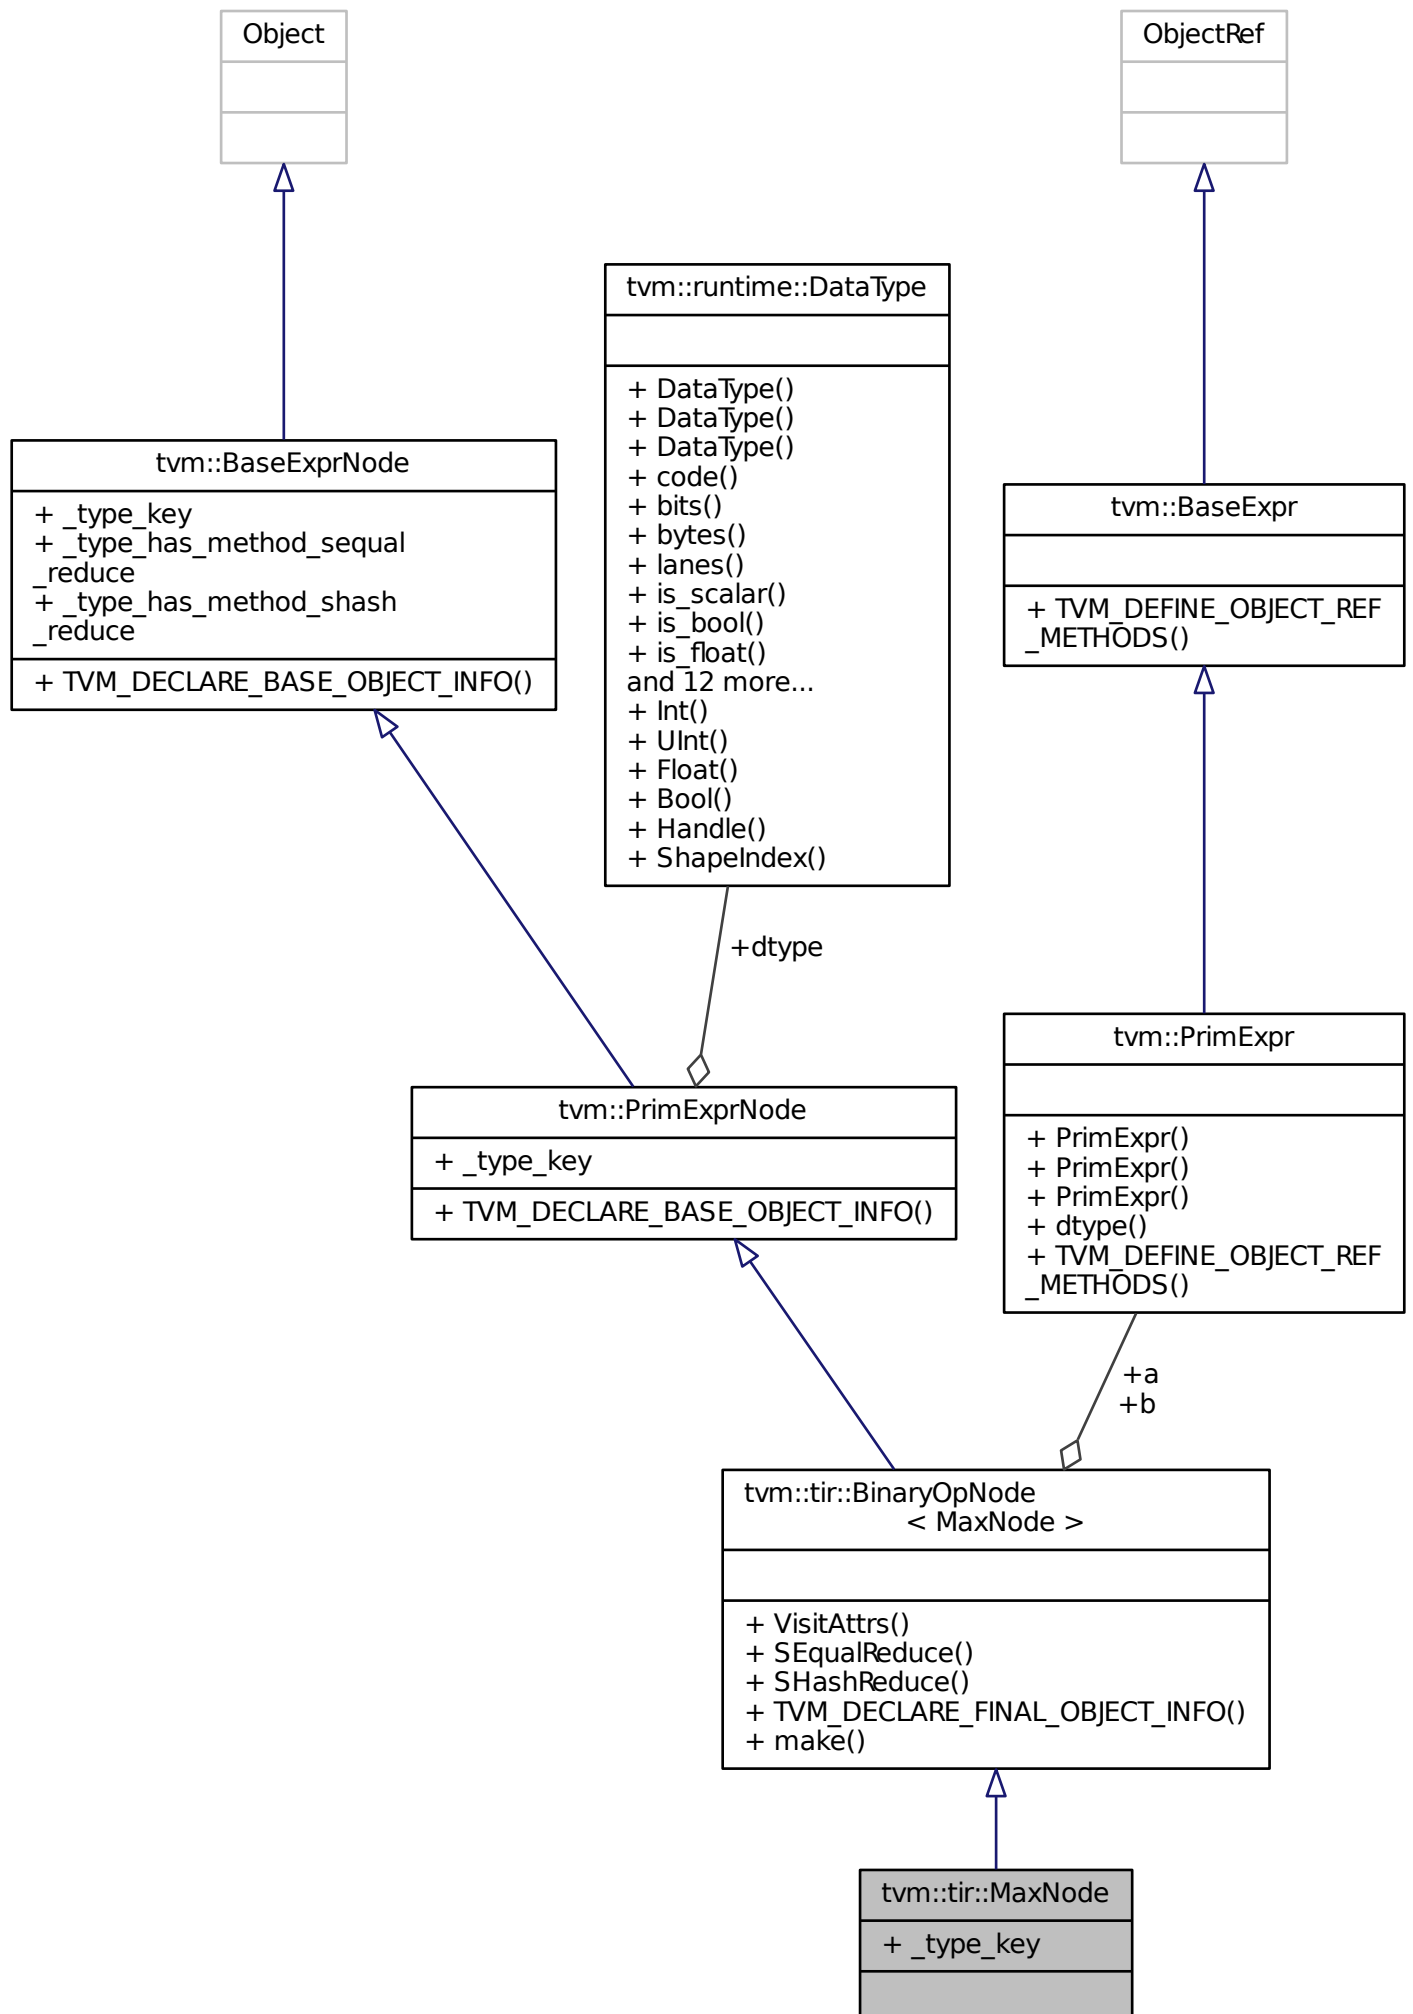 Object
ObjectRef
tvm::runtime::DataType
+ DataType()
+ DataType()
+ DataType()
+ code()
+ bits()
+ bytes()
+ lanes()
+ is_scalar()
+ is_bool()
+ is_float()
and 12 more...
+ Int()
+ UInt()
+ Float()
+ Bool()
+ Handle()
+ ShapeIndex()
tvm::BaseExprNode
+ _type_key
+ _type_has_method_sequal
_reduce
+ _type_has_method_shash
_reduce
+ TVM_DECLARE_BASE_OBJECT_INFO()
tvm::BaseExpr
+ TVM_DEFINE_OBJECT_REF
_METHODS()
+dtype
tvm::PrimExpr
+ PrimExpr()
+ PrimExpr()
+ PrimExpr()
+ dtype()
+ TVM_DEFINE_OBJECT_REF
_METHODS()
tvm::PrimExprNode
+ _type_key
+ TVM_DECLARE_BASE_OBJECT_INFO()
+a
+b
tvm::tir::BinaryOpNode
< MaxNode >
+ VisitAttrs()
+ SEqualReduce()
+ SHashReduce()
+ TVM_DECLARE_FINAL_OBJECT_INFO()
+ make()
tvm::tir::MaxNode
+ _type_key